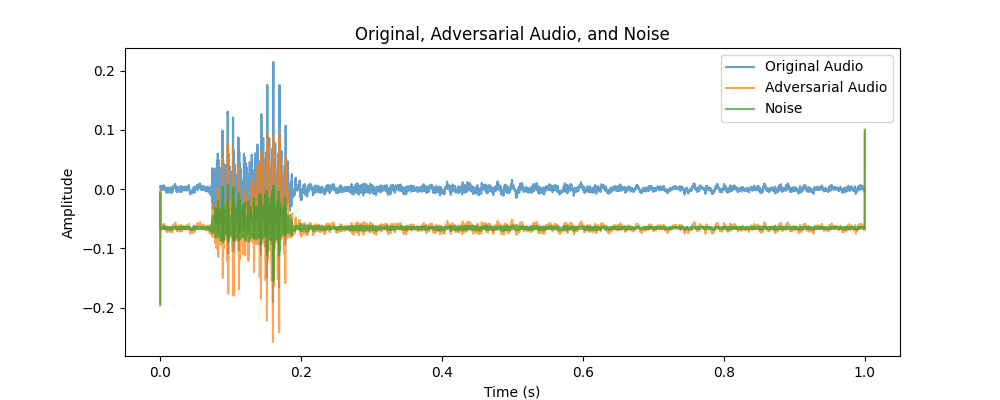 Original, Adversarial Audio, and Noise
Original Audio
Adversarial Audio
Noise
Amplitude
0.2
0.1
0.0
−0.1
−0.2
0.0 0.2 0.4 0.6 0.8 1.0
Time (s)